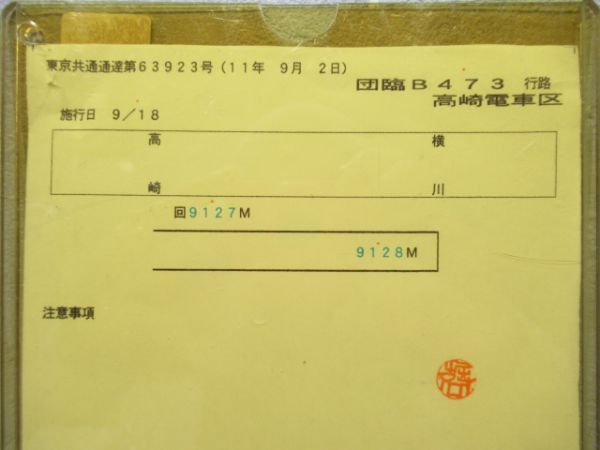 東京共通通達第63923号(11年 9月 2日)
団臨B473 行路
高崎電車区
施行日 9/18
高崎 横川
回9127M
9128M
注意事項